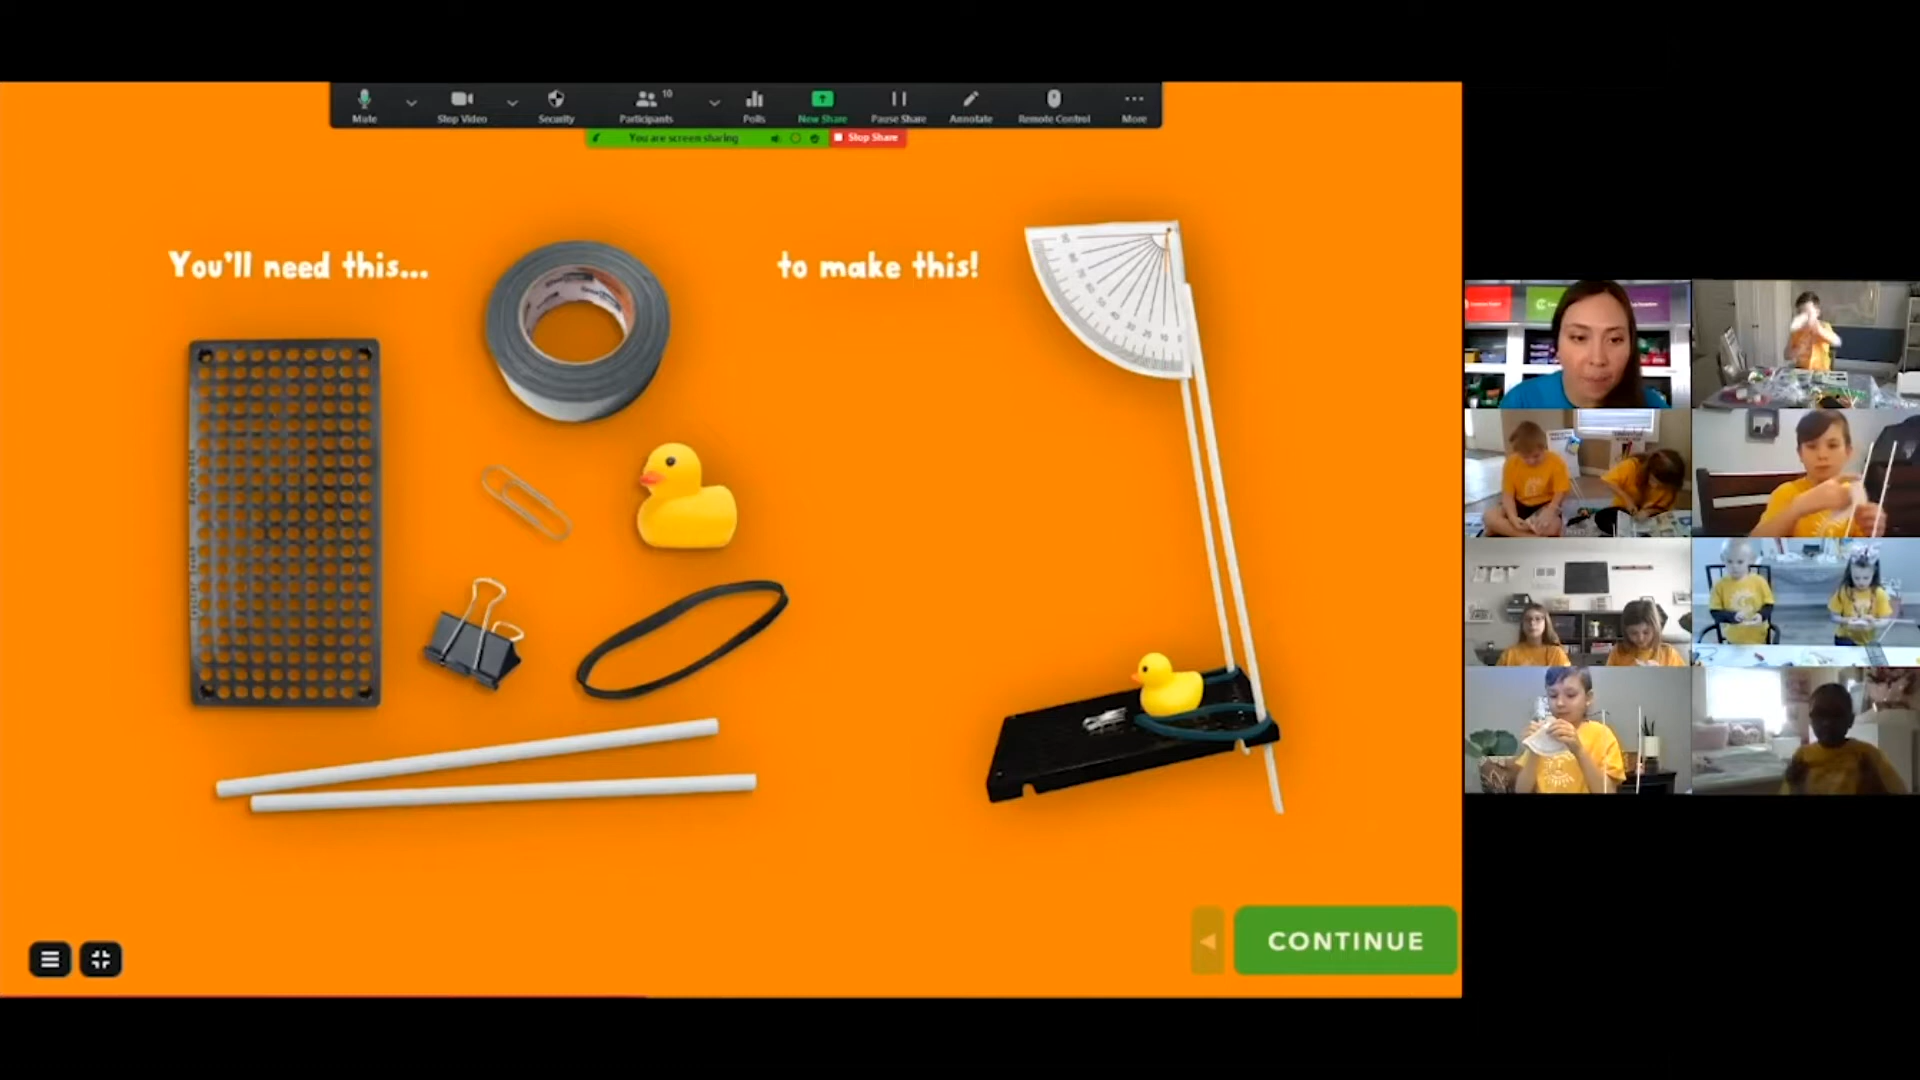 Mute
Stop Video
Security
Participants
10
Polls
New Share
Pause Share
Annotate
Remote Control
More
You are screen sharing
Stop Share
You'll need this...
to make this!
CONTINUE